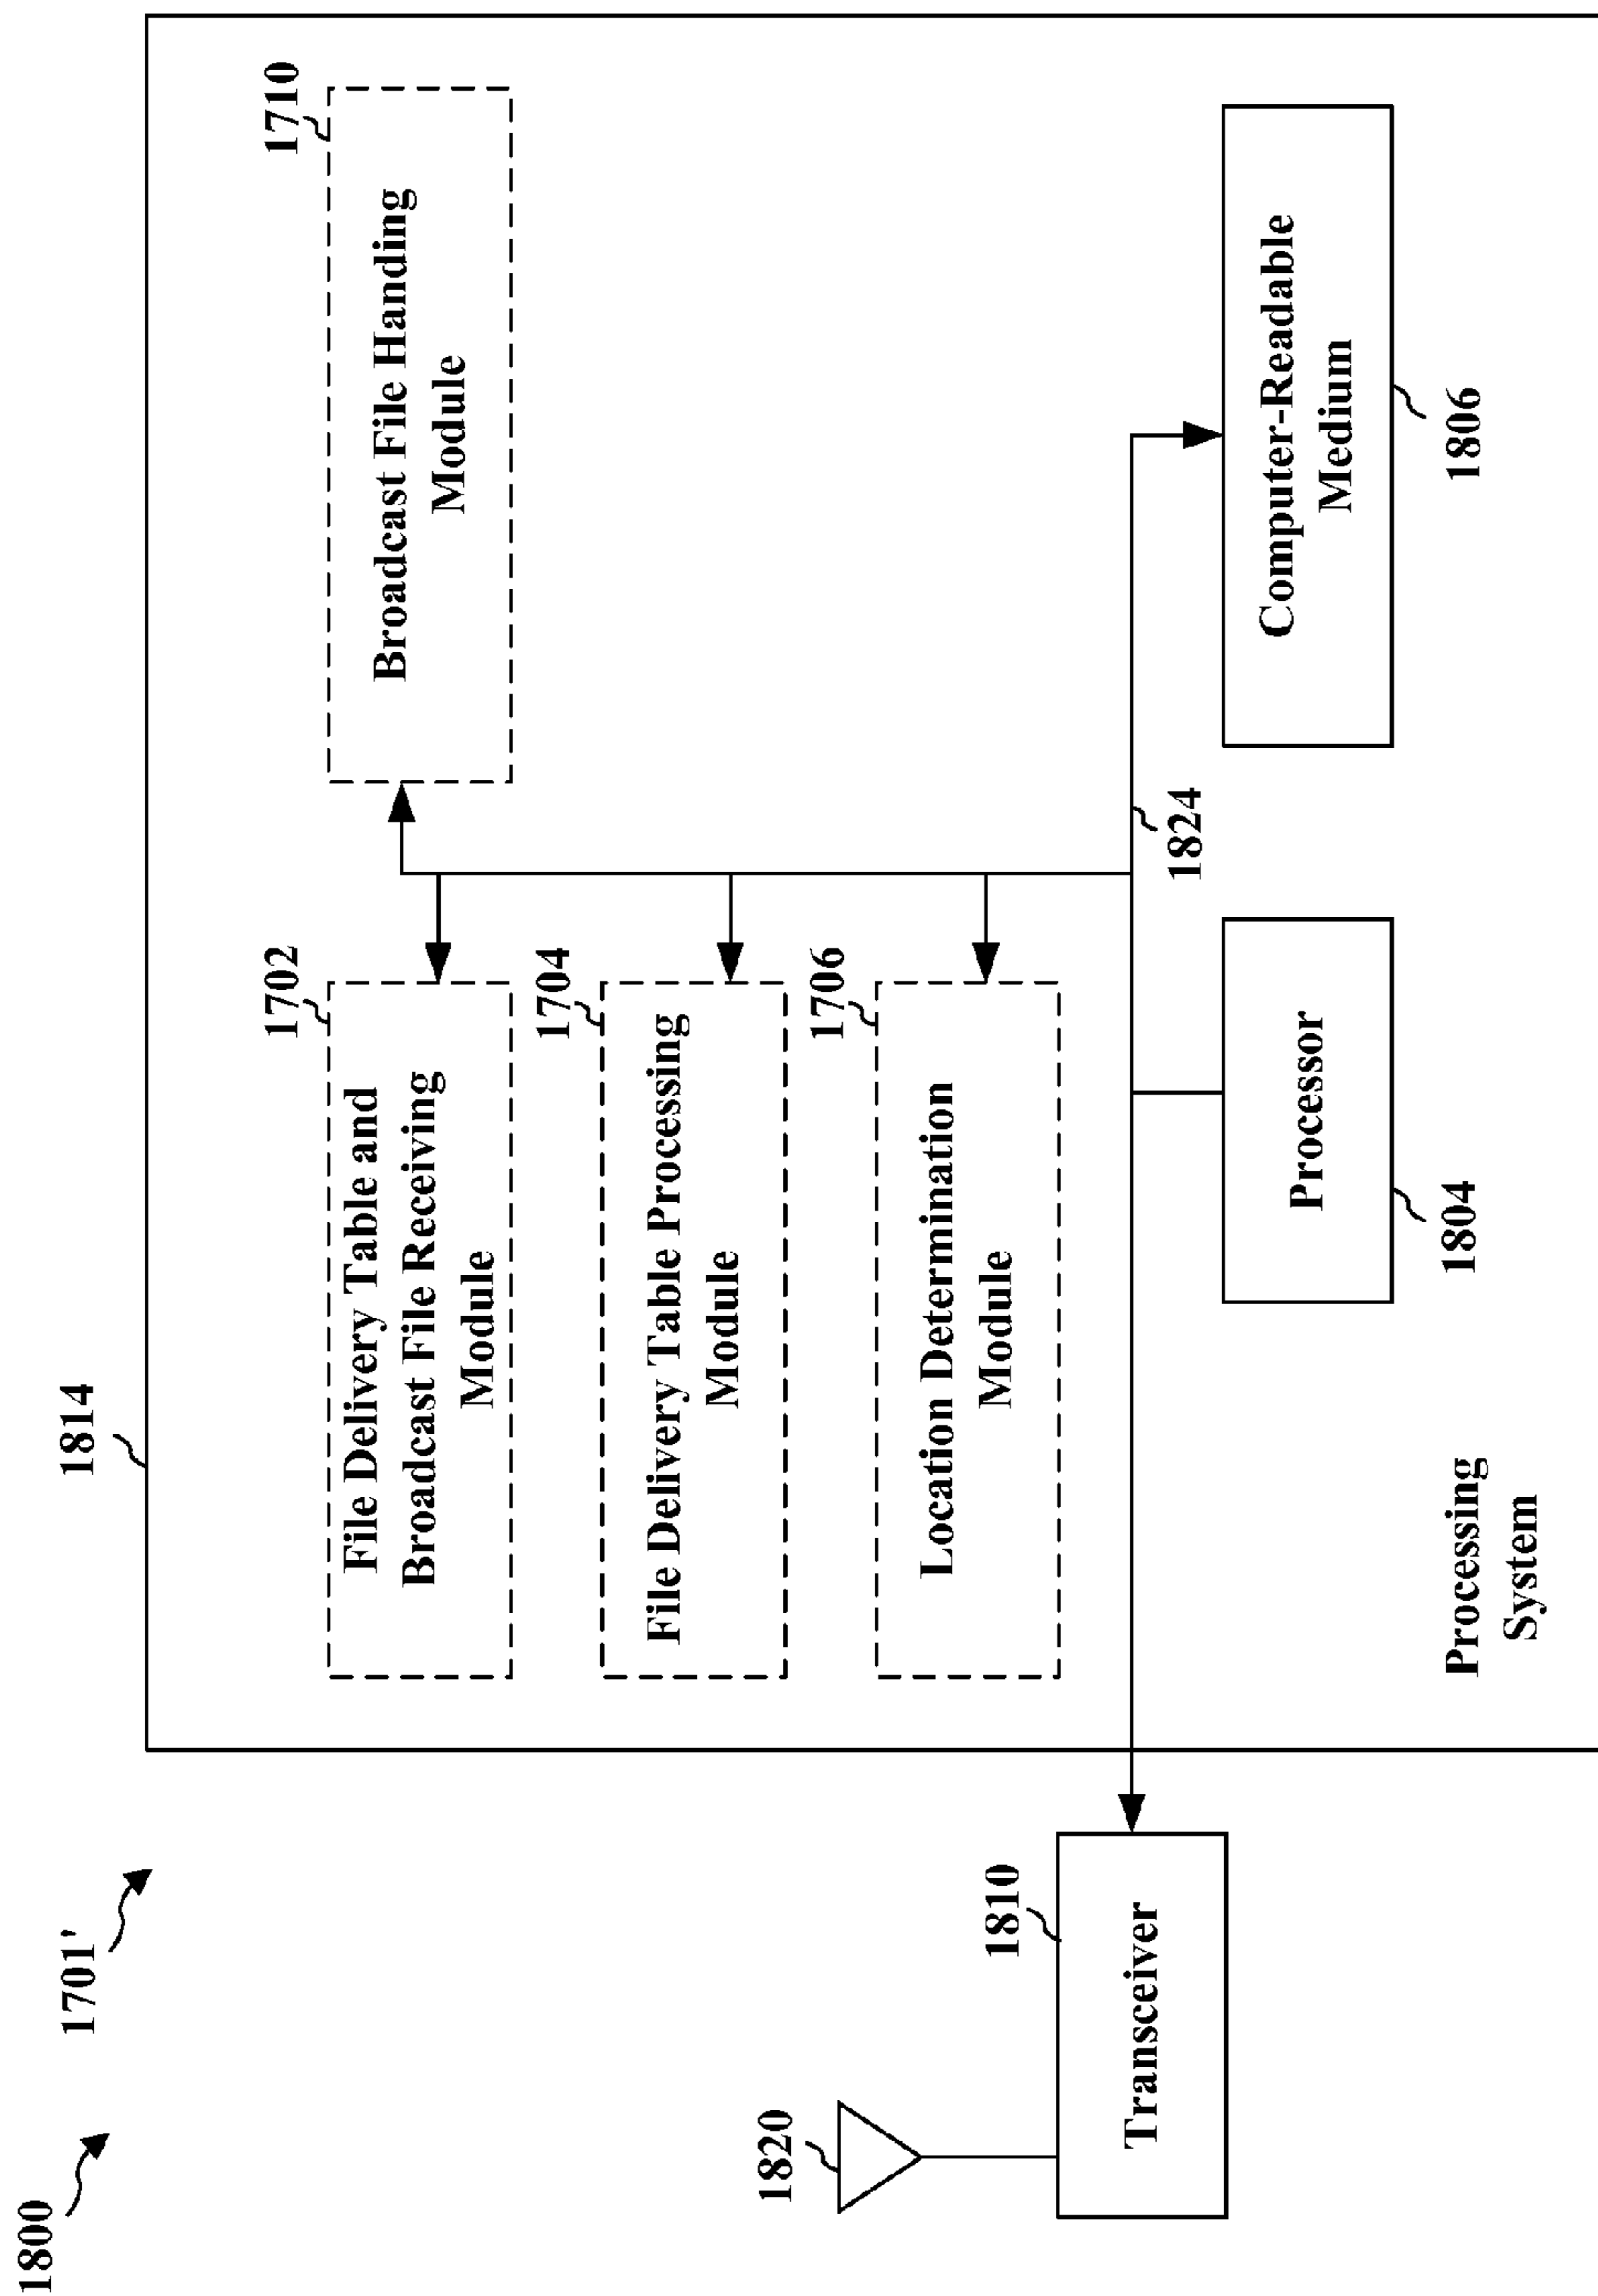 1800
1701'
1814
1702
File Delivery Table and
Broadcast File Receiving
Module
1710
Broadcast File Handing
Module
1704
File Delivery Table Processing
Module
1706
Location Determination
Module
1820
1810
Transceiver
1824
Processor
1804
Computer-Readable
Medium
1806
Processing
System